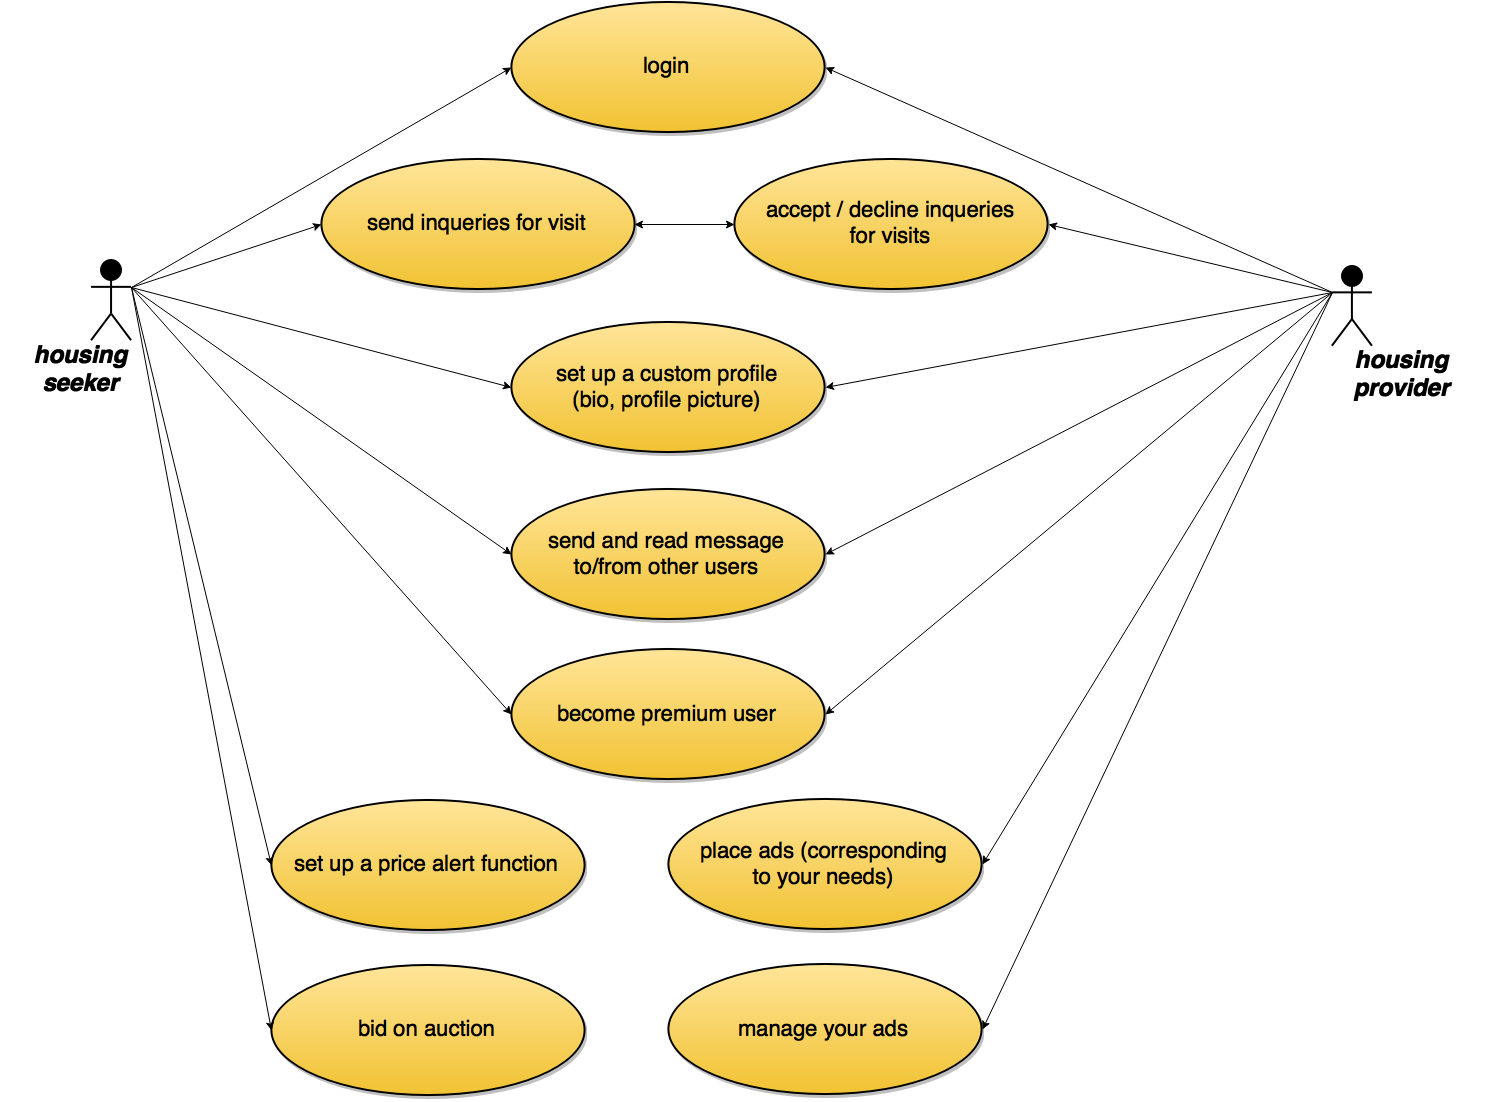 login
send inqueries for visit
accept / decline inqueries
for visits
housing
seeker
housing
provider
set up a custom profile
(bio, profile picture)
send and read message
to/from other users
become premium user
set up a price alert function
place ads (corresponding
to your needs)
bid on auction
manage your ads